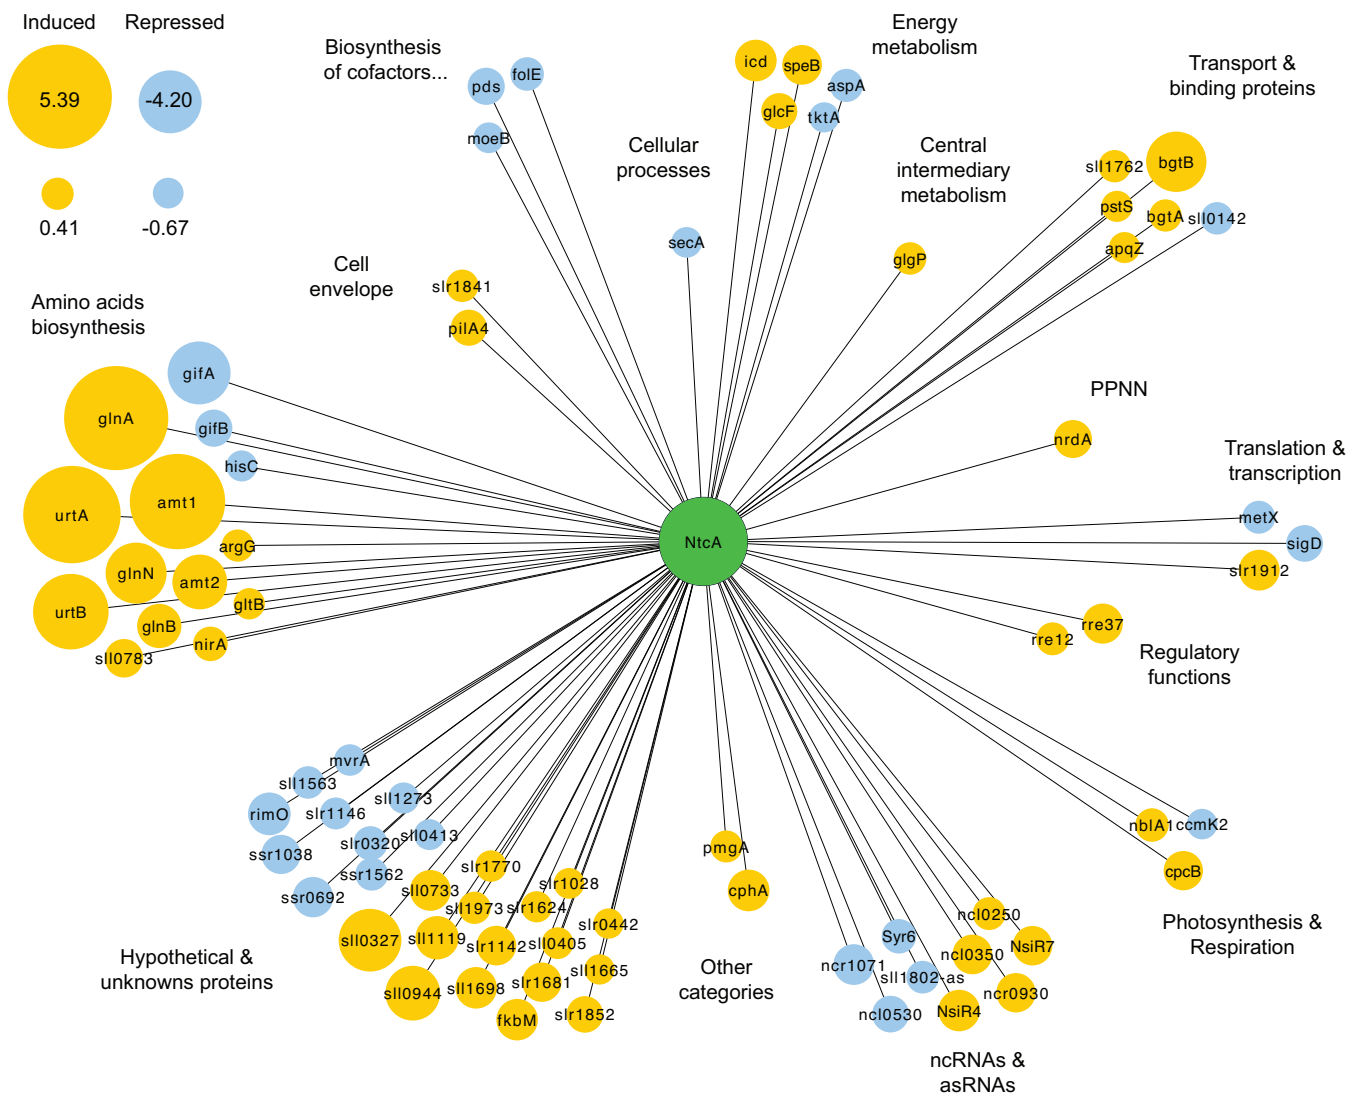 Induced
Repressed
5.39
-4.20
0.41
-0.67
Biosynthesis
of cofactors...
pds
folE
moeB
Cellular
processes
secA
Energy
metabolism
icd
speB
aspA
glcF
tktA
Central
intermediary
metabolism
glgP
Transport &
binding proteins
sll1762
bgtB
pstS
bgtA
sll0142
apqZ
Cell
envelope
slr1841
pilA4
Amino acids
biosynthesis
gifA
glnA
gifB
hisC
amt1
urtA
argG
glnN
amt2
gltB
urtB
glnB
nirA
sll0783
NtcA
PPNN
nrdA
Translation &
transcription
metX
sigD
slr1912
rre37
rre12
Regulatory
functions
nblA1
ccmK2
cpcB
Photosynthesis &
Respiration
mvrA
sll1563
rimO
slr1146
sll1273
ssr1038
slr0320
sll0413
ssr1562
ssr0692
slr1770
sll0733
slr1028
sll1973
slr1624
sll0327
sll1119
slr1142
sll0405
slr0442
sll0944
sll1698
slr1681
sll1665
fkbM
slr1852
Hypothetical &
unknowns proteins
pmgA
cphA
Other
categories
ncl0250
Syr6
NsiR7
ncl0350
ncr1071
sll1802-as
ncr0930
ncl0530
NsiR4
ncRNAs &
asRNAs